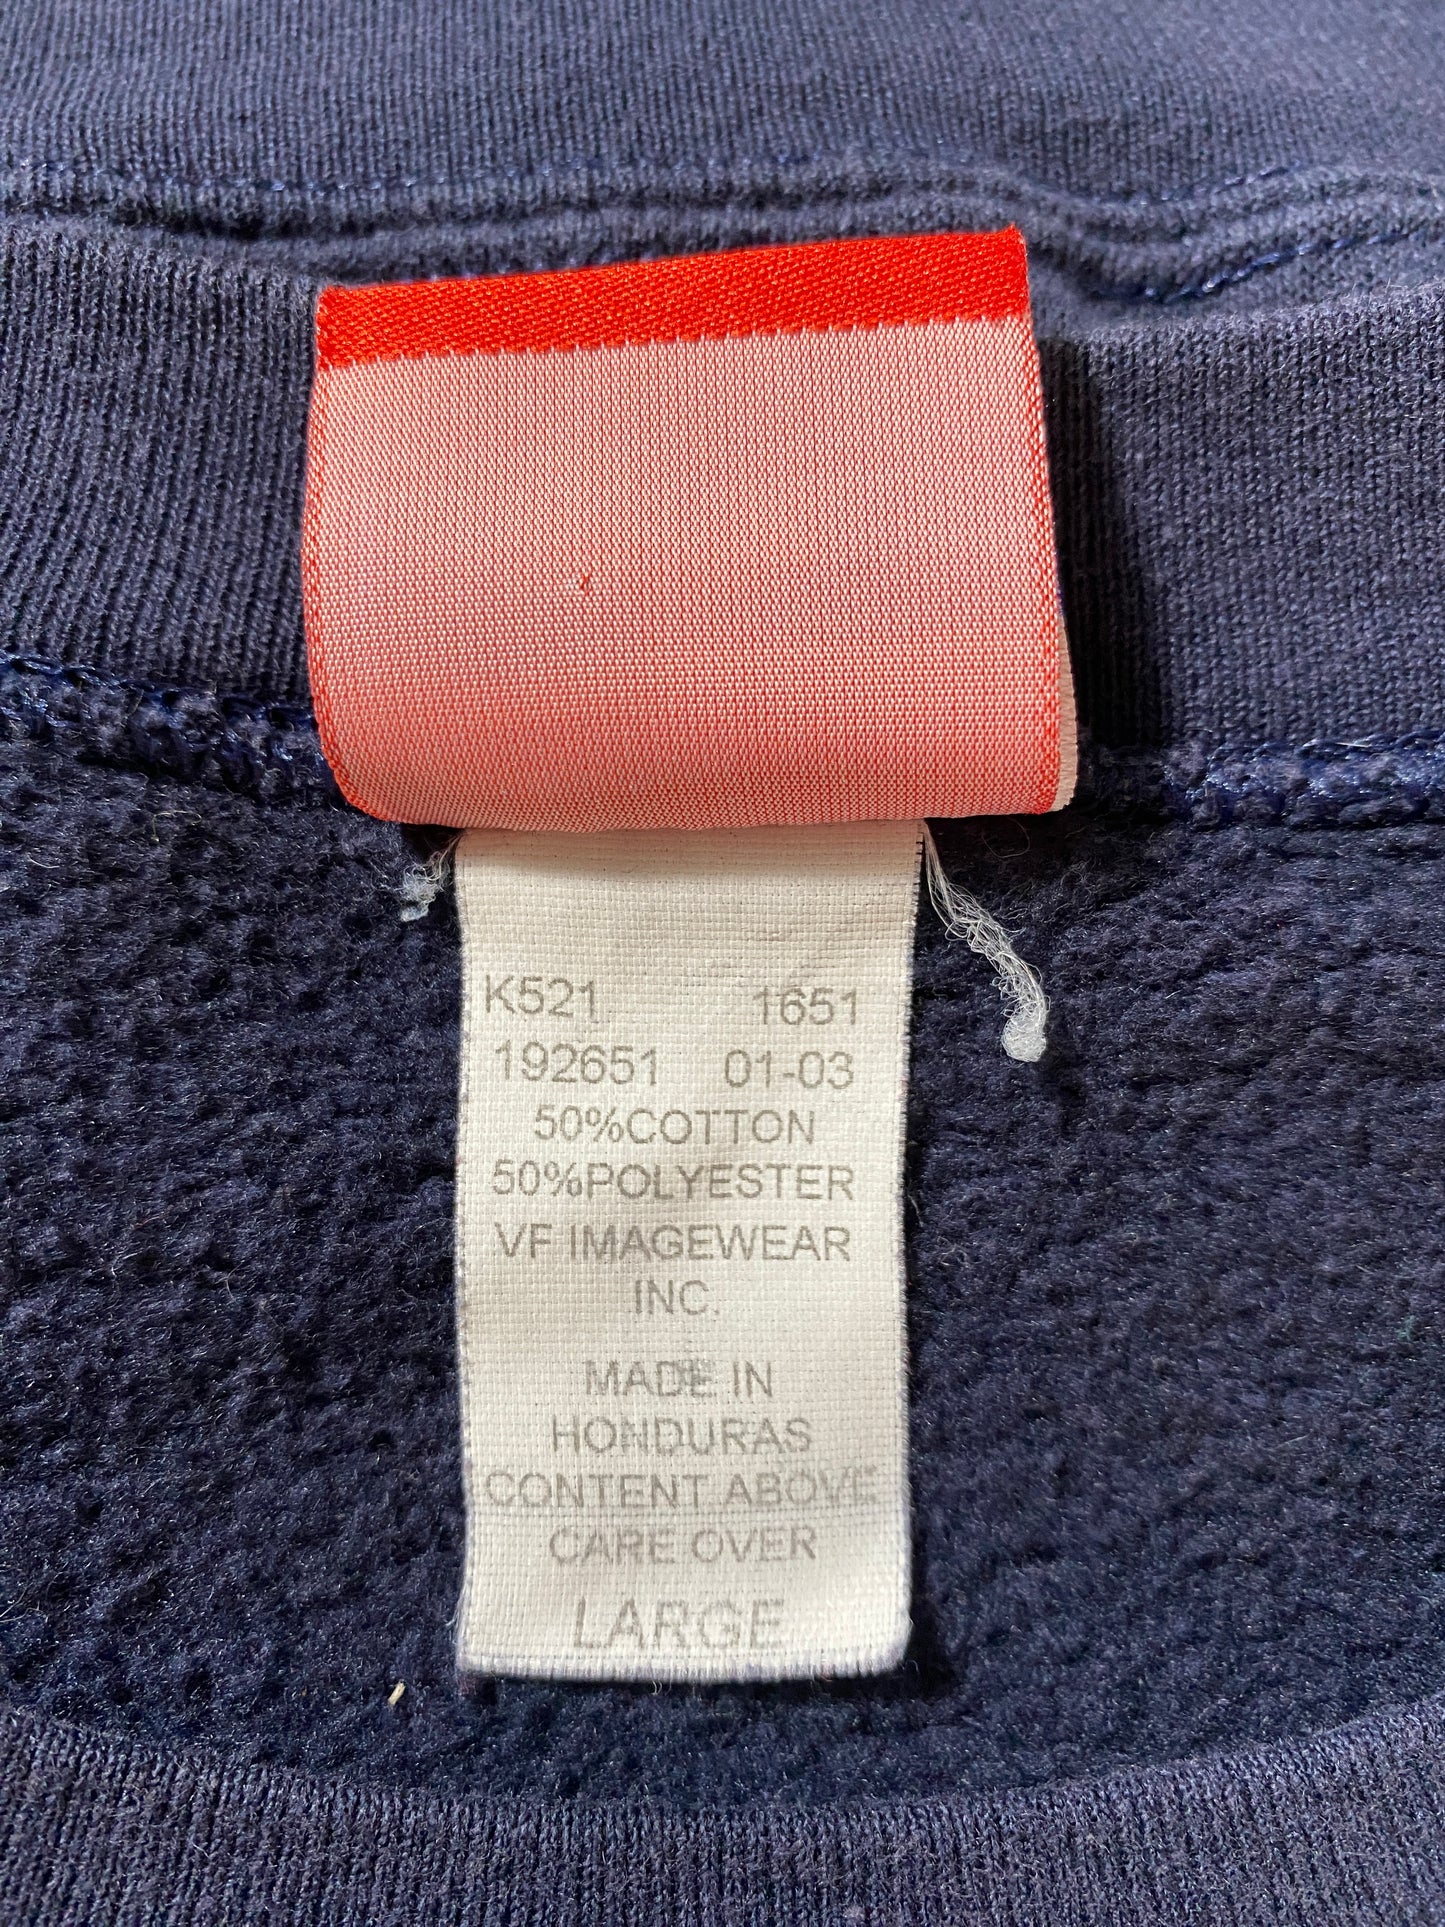 K521 1651
192651 01-03
50%COTTON
50%POLYESTER
VF IMAGEWEAR
INC.
MADE IN
HONDURAS
CONTENT ABOVE
CARE OVER
LARGE